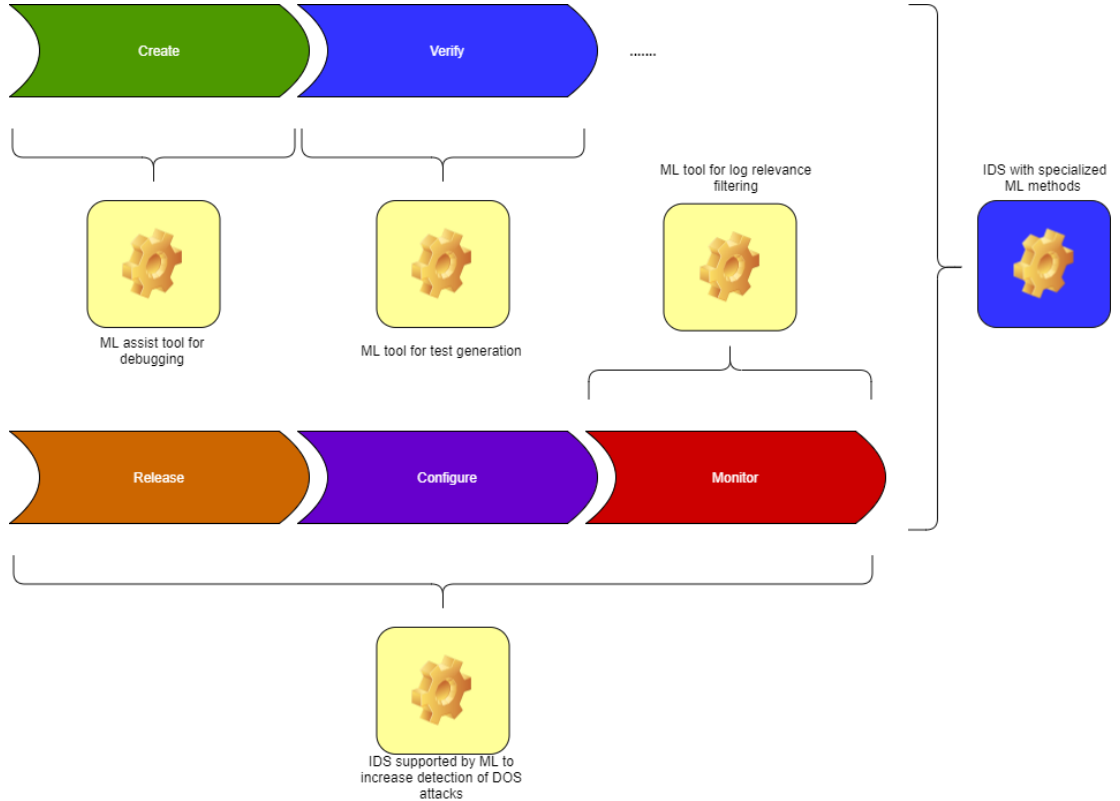 Create
Verify
.......
ML tool for log relevance
filtering
IDS with specialized
ML methods
ML assist tool for
debugging
ML tool for test generation
Release
Configure
Monitor
IDS supported by ML to
increase detection of DOS
attacks